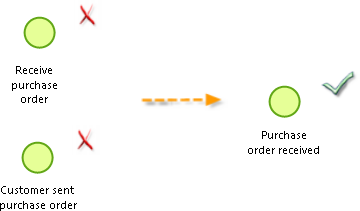 Receive
purchase
order
Purchase
order received
Customer sent
purchase order